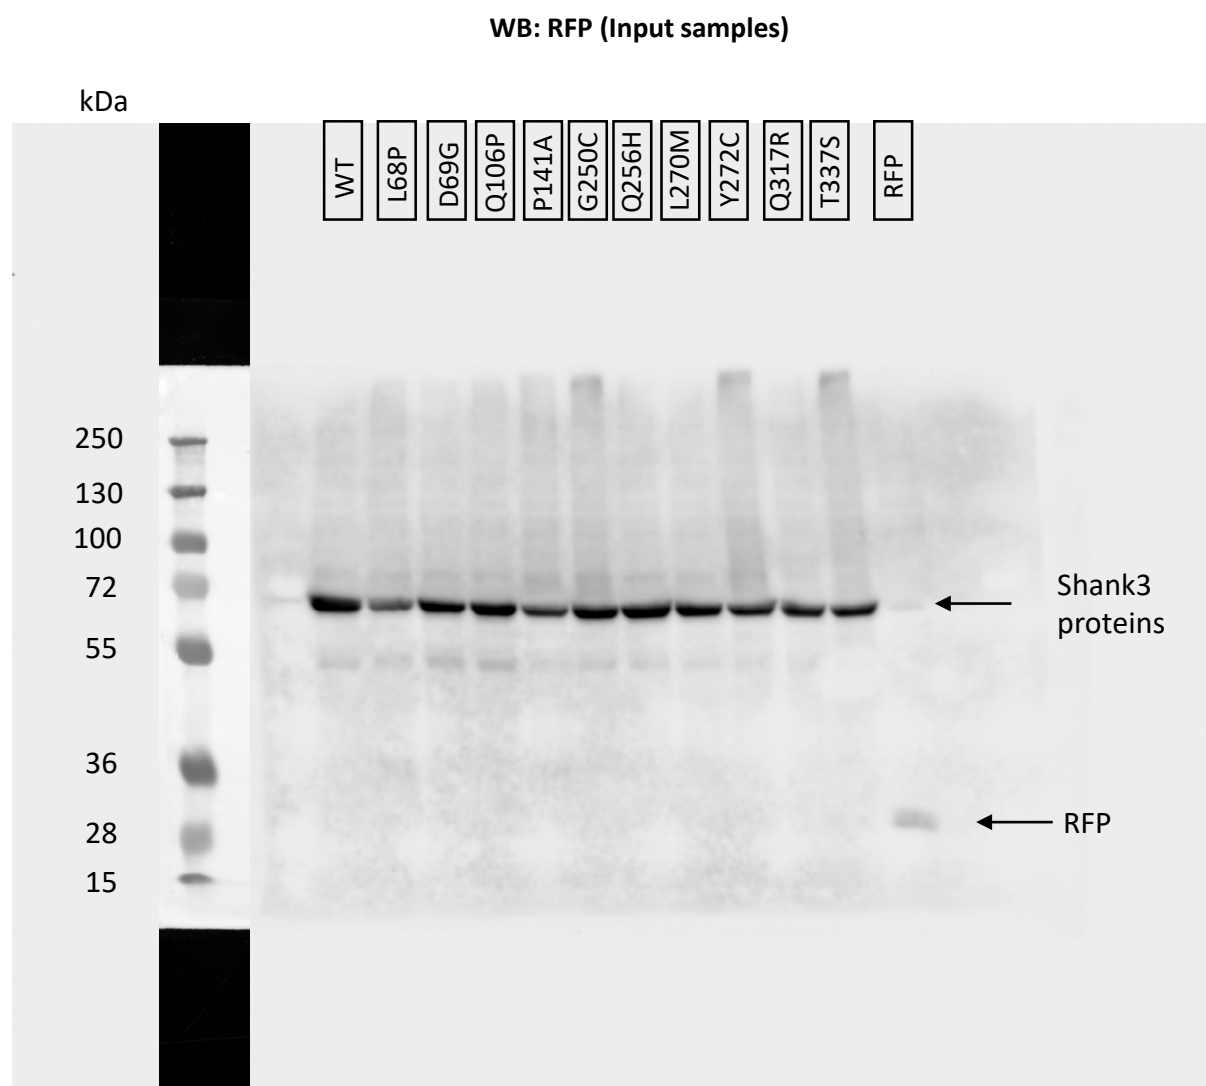 WB: RFP (Input samples)
kDa
WT
L68P
D69G
Q106P
P141A
G250C
Q256H
L270M
Y272C
Q317R
T337S
RFP
250
130
100
72
55
36
28
15
Shank3
proteins
RFP